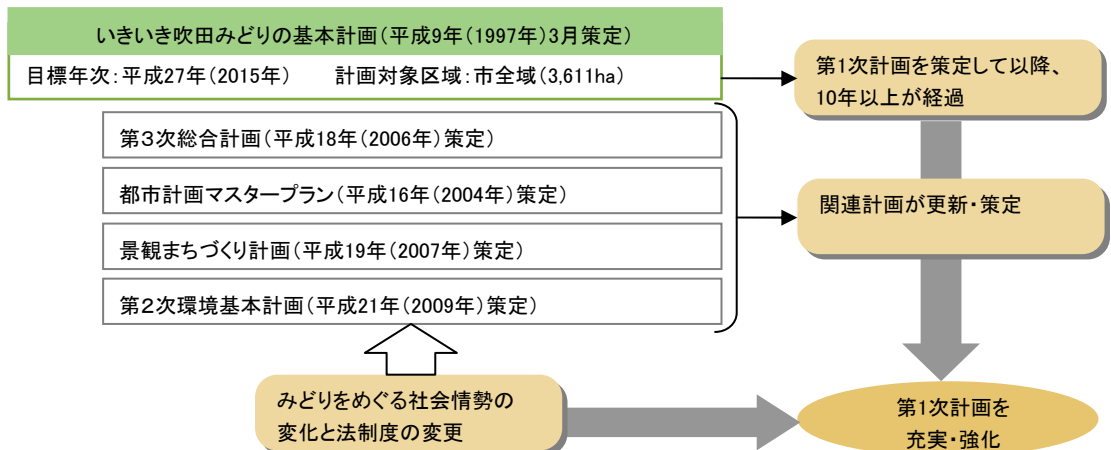 いきいき吹田みどりの基本計画(平成9年(1997年)3月策定)
目標年次:平成27年(2015年)　計画対象区域:市全域(3,611ha)
第3次総合計画(平成18年(2006年)策定)
都市計画マスタープラン(平成16年(2004年)策定)
景観まちづくり計画(平成19年(2007年)策定)
第2次環境基本計画(平成21年(2009年)策定)
第1次計画を策定して以降、
10年以上が経過
関連計画が更新・策定
みどりをめぐる社会情勢の
変化と法制度の変更
第1次計画を
充実・強化